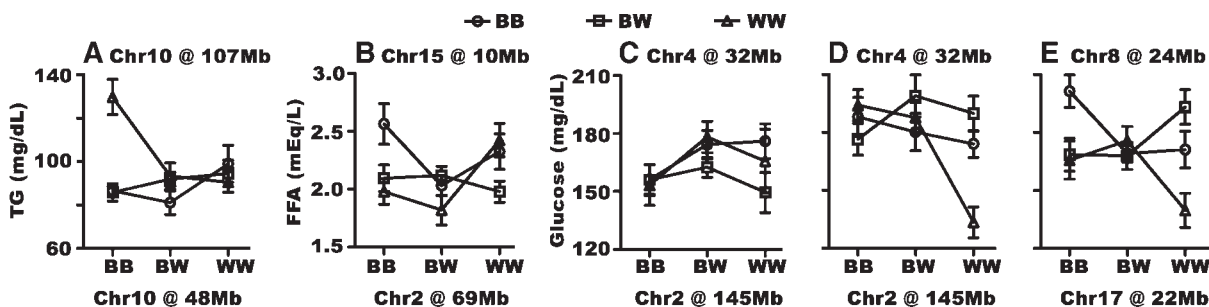 BB BW WW
A Chr10 @ 107Mb
B Chr15 @ 10Mb
C Chr4 @ 32Mb
D Chr4 @ 32Mb
E Chr8 @ 24Mb
TG (mg/dL)
140
100
60
BB BW WW
Chr10 @ 48Mb
FFA (mEq/L)
3.0
2.5
2.0
1.5
BB BW WW
Chr2 @ 69Mb
Glucose (mg/dL)
210
180
150
120
BB BW WW
Chr2 @ 145Mb
BB BW WW
Chr2 @ 145Mb
BB BW WW
Chr17 @ 22Mb